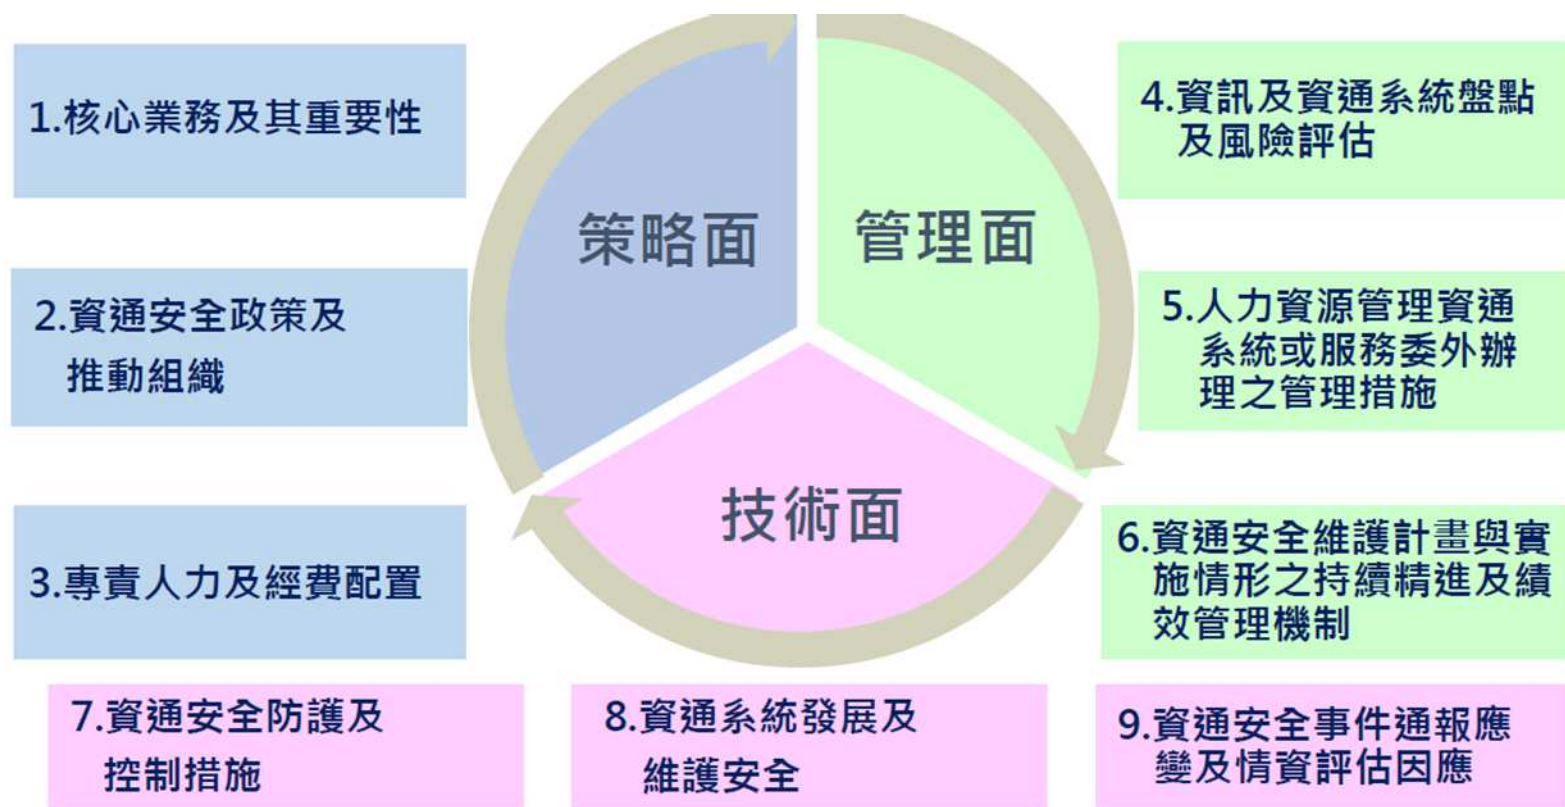 1.核心業務及其重要性
2.資通安全政策及
推動組織
3.專責人力及經費配置
策略面
管理面
技術面
4.資訊及資通系統盤點
及風險評估
5.人力資源管理資通
系統或服務委外辦
理之管理措施
6.資通安全維護計畫與實
施情形之持續精進及績
效管理機制
7.資通安全防護及
控制措施
8.資通系統發展及
維護安全
9.資通安全事件通報應
變及情資評估因應